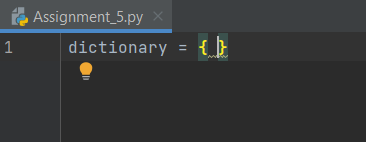 Assignment_5.py
1 dictionary = { }